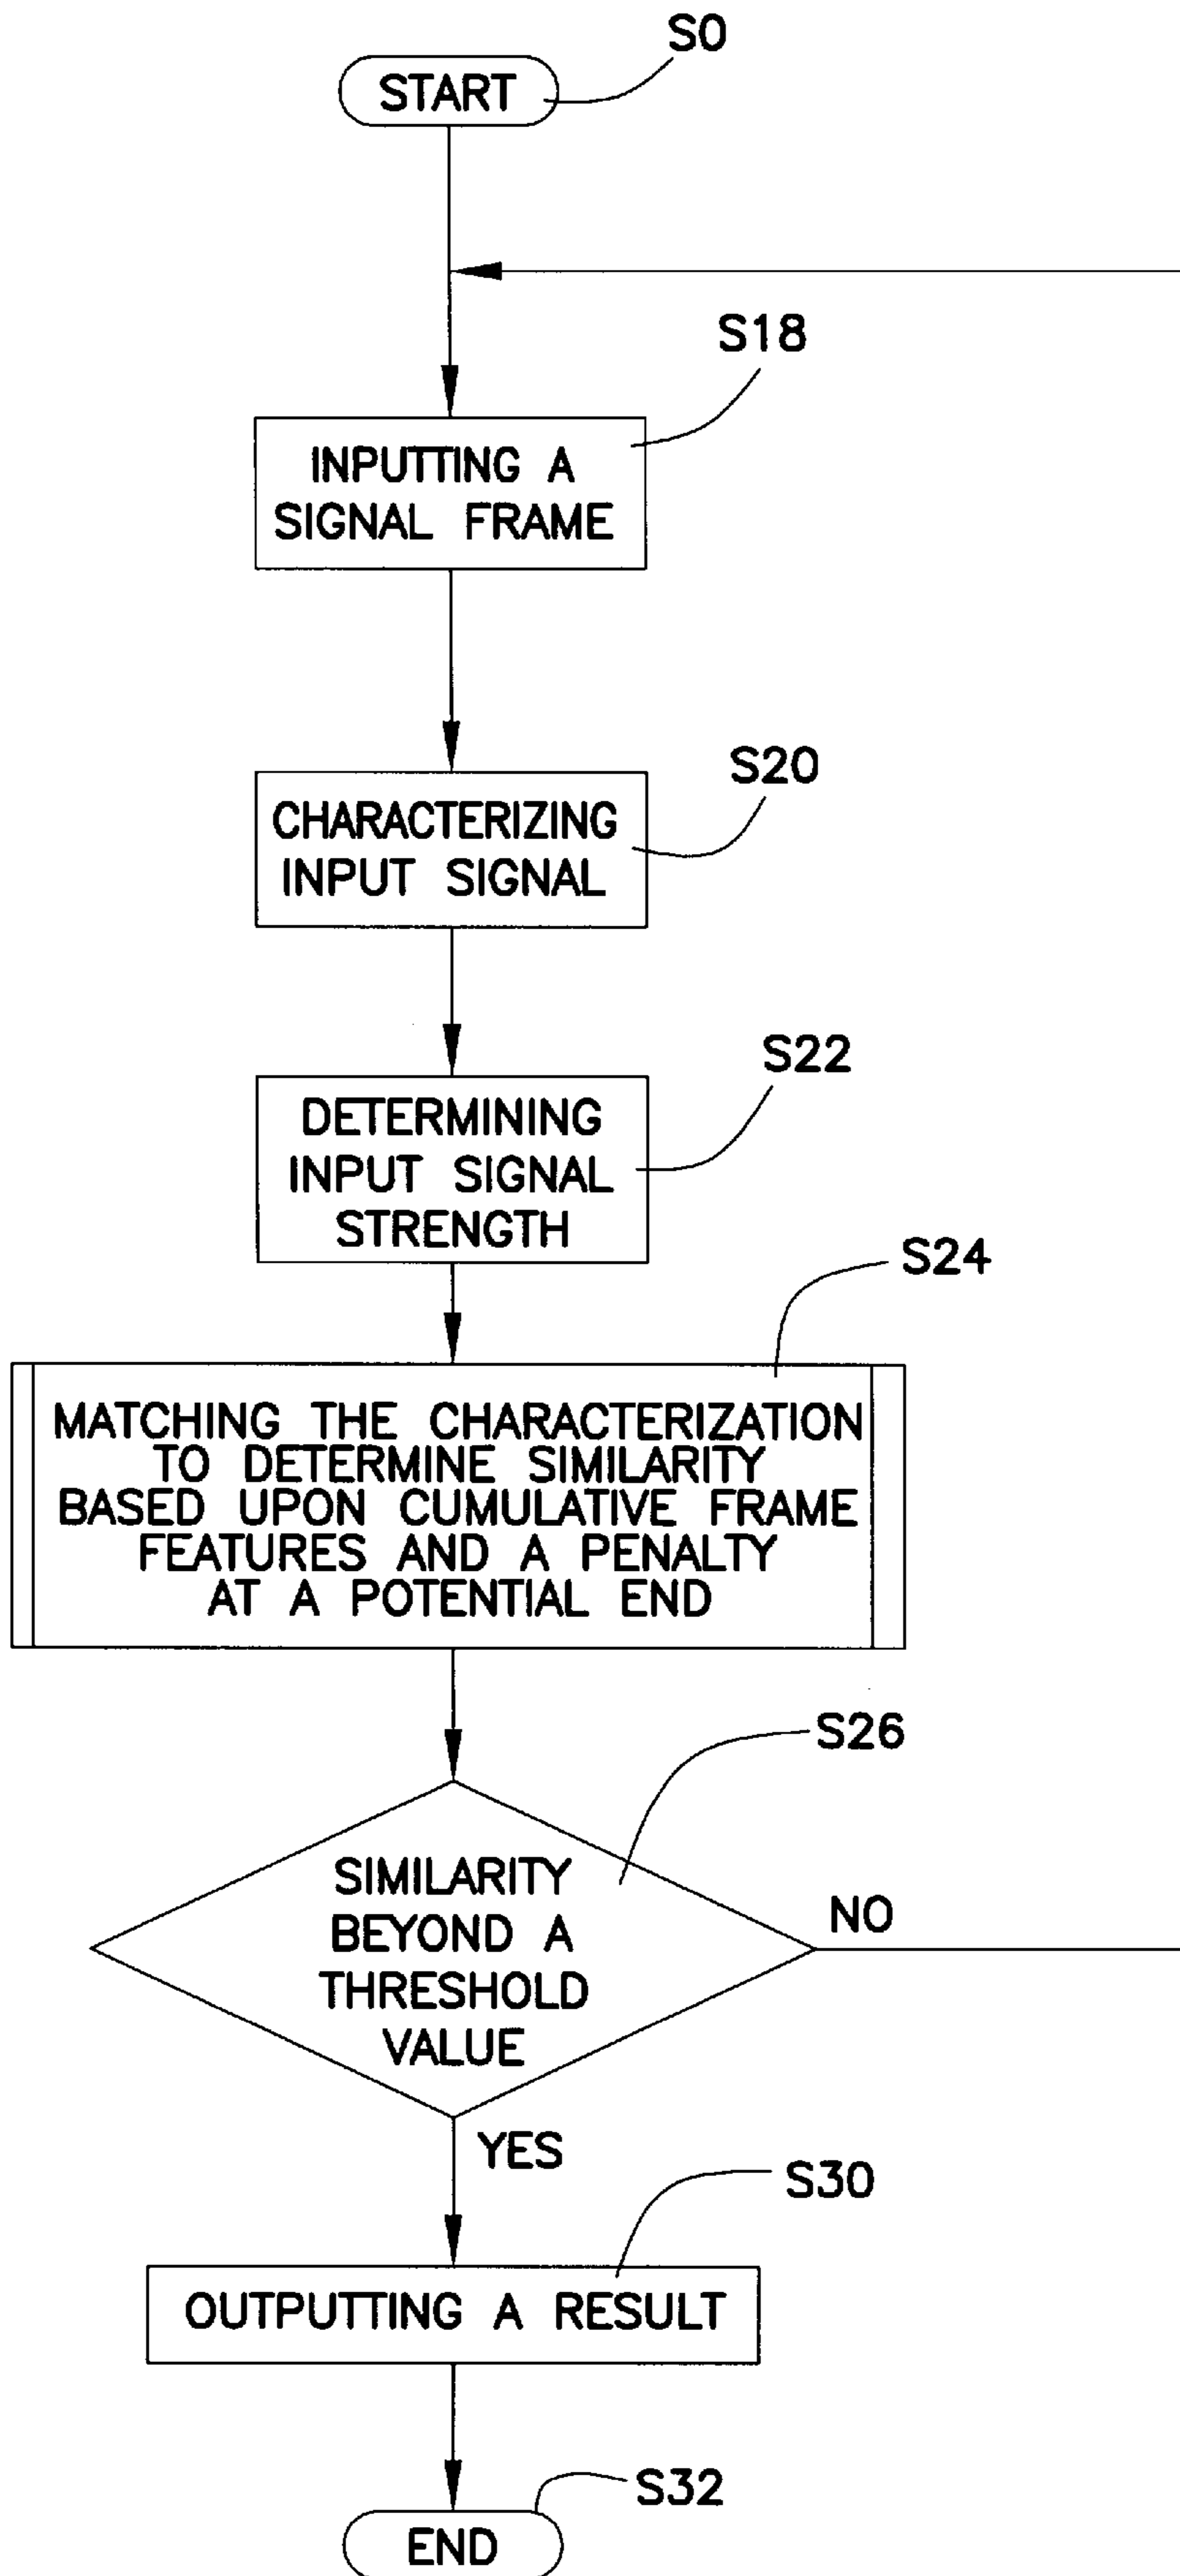 S0
START
S18
INPUTTING A
SIGNAL FRAME
S20
CHARACTERIZING
INPUT SIGNAL
S22
DETERMINING
INPUT SIGNAL
STRENGTH
S24
MATCHING THE CHARACTERIZATION
TO DETERMINE SIMILARITY
BASED UPON CUMULATIVE FRAME
FEATURES AND A PENALTY
AT A POTENTIAL END
S26
SIMILARITY
BEYOND A
THRESHOLD
VALUE
NO
YES
S30
OUTPUTTING A RESULT
S32
END